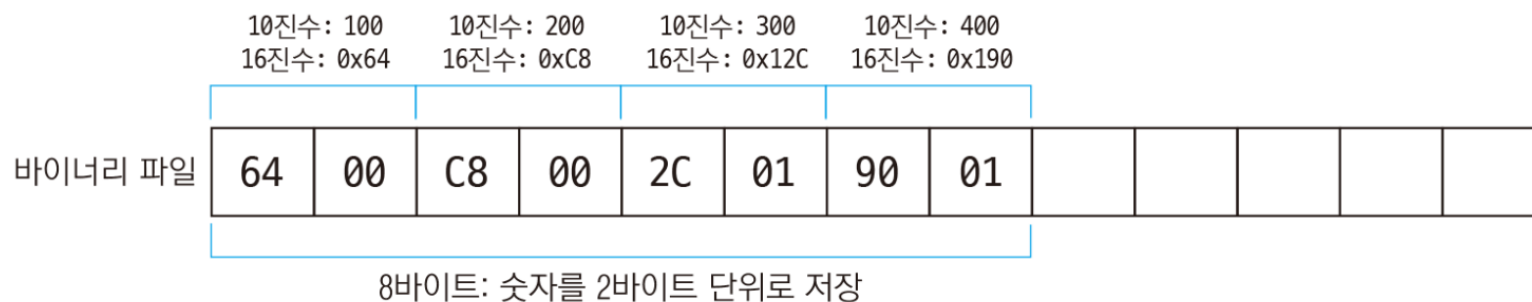 10진수: 100 10진수: 200 10진수: 300 10진수: 400
16진수: 0x64 16진수: 0xC8 16진수: 0x12C 16진수: 0x190
바이너리 파일 64 00 C8 00 2C 01 90 01
8바이트: 숫자를 2바이트 단위로 저장